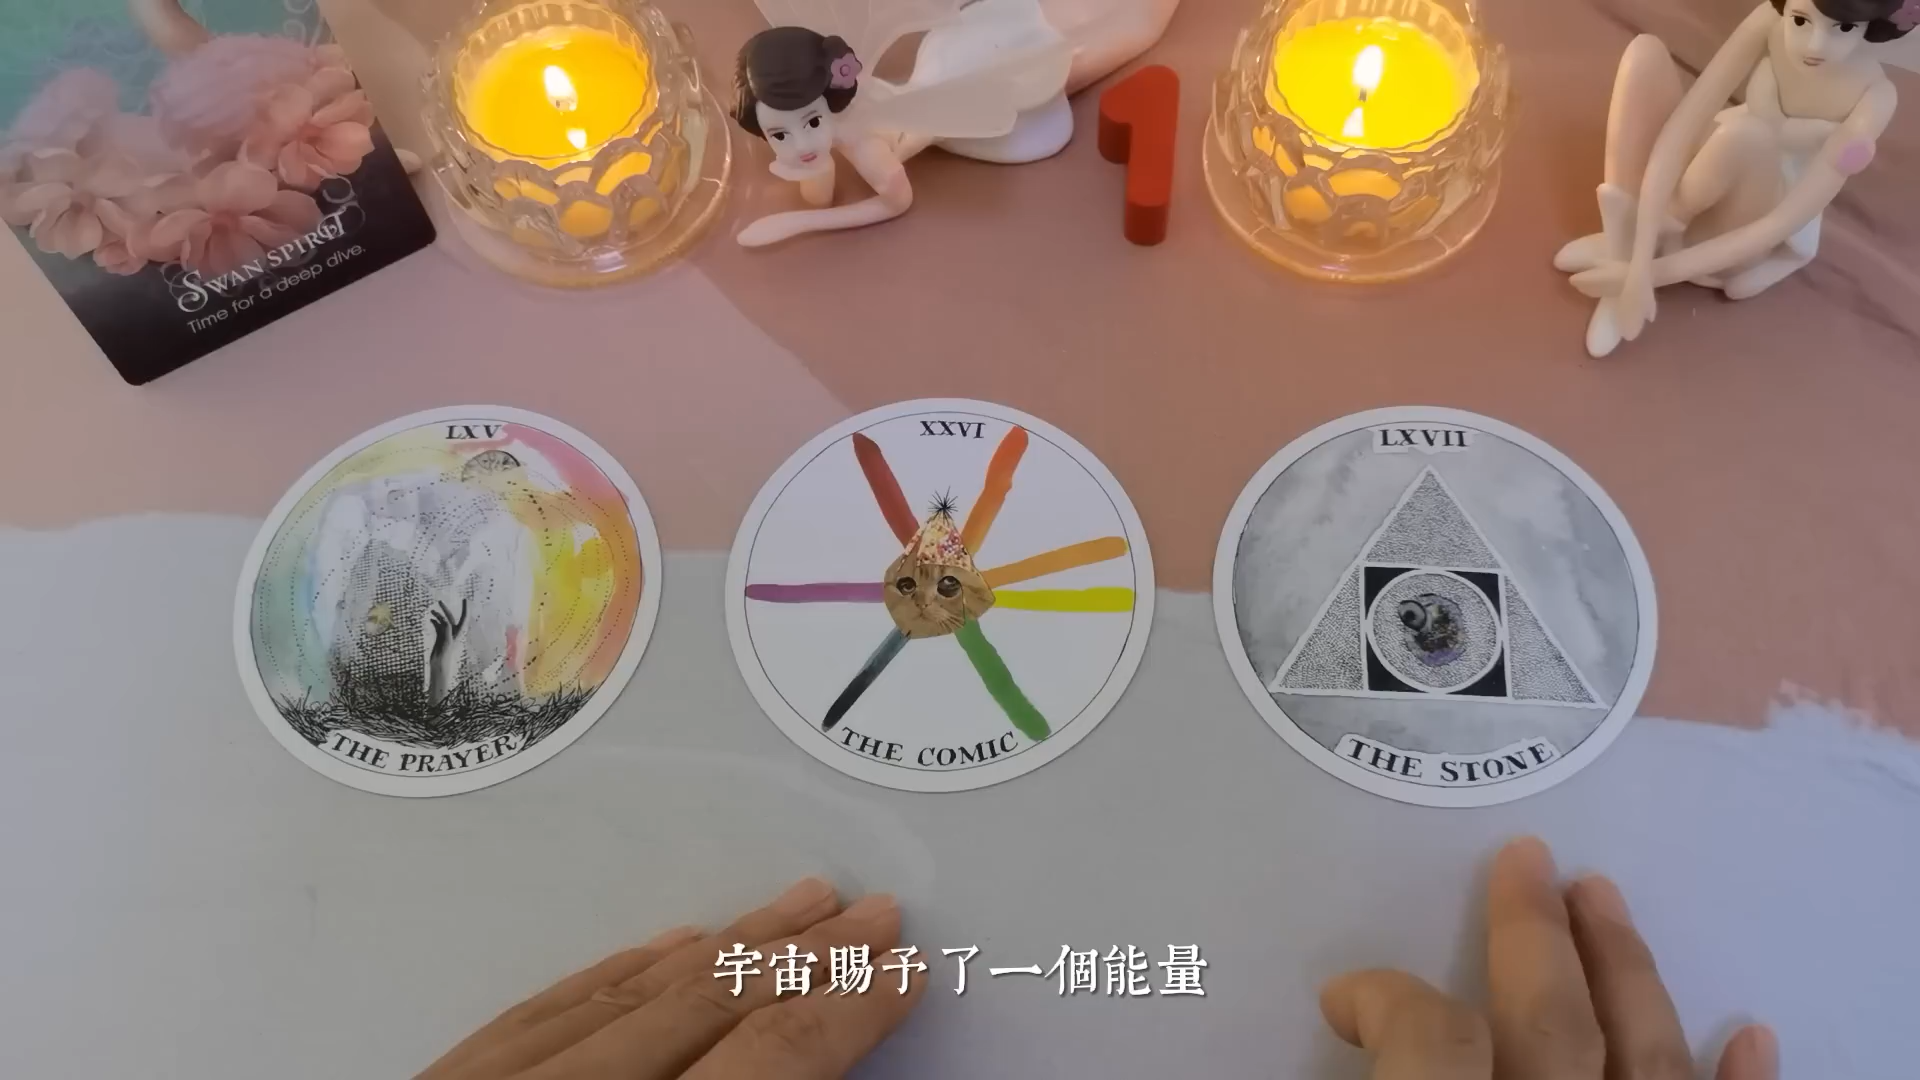 SWAN SPIRIT
Time for a deep dive.
1
LXV
THE PRAYER
XXVI
THE COMIC
LXVII
THE STONE
宇宙賜予了一個能量